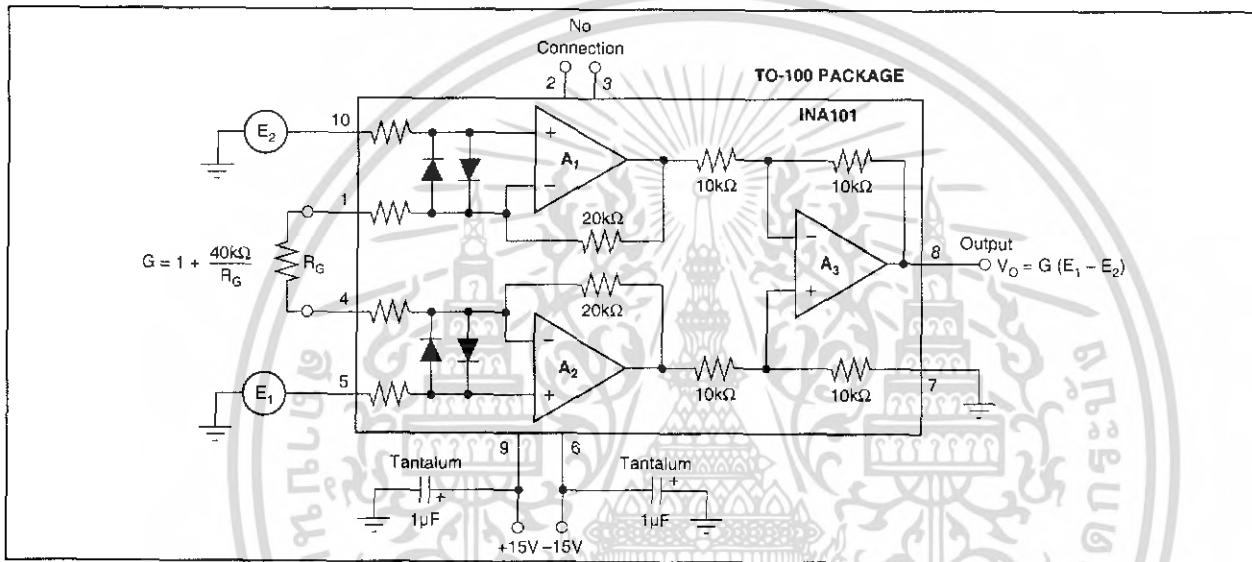 No
Connection
2
3
TO-100 PACKAGE
INA101
E2
10
+
A1
−
10kΩ
10kΩ
1
20kΩ
G = 1 + 40kΩ / RG
RG
−
A3
+
8
Output
VO = G (E1 − E2)
4
20kΩ
−
A2
+
E1
5
10kΩ
10kΩ
7
9
6
Tantalum
+
1µF
Tantalum
+
1µF
+15V
−15V